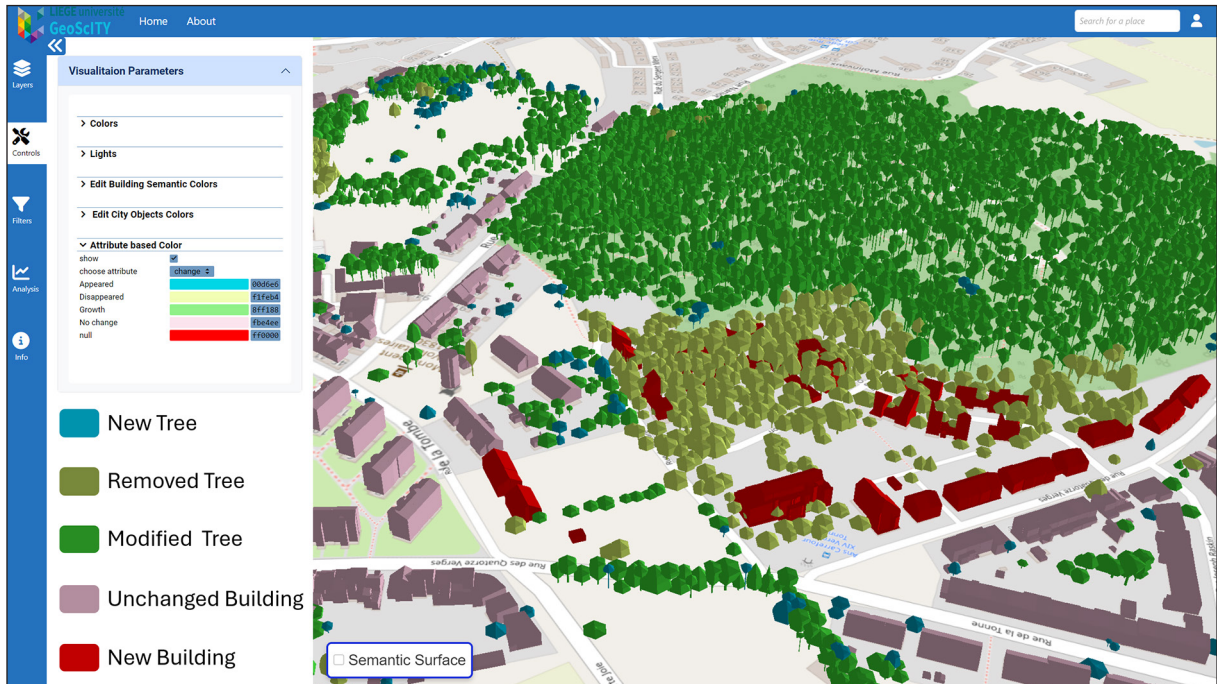 LIEGE université
GeoScITY
Home
About
Search for a place
Layers
Controls
Filters
Analysis
Info
Visualitaion Parameters
Colors
Lights
Edit Building Semantic Colors
Edit City Objects Colors
Attribute based Color
show
choose attribute change
Appeared 00d6e6
Disappeared f1feb4
Growth 8ff188
No change fbe4ee
null ff0000
New Tree
Removed Tree
Modified Tree
Unchanged Building
New Building
Semantic Surface
Rue
Rue de la Tonne
Rue des Quatorze Verges
Rue de Quatorze Verges